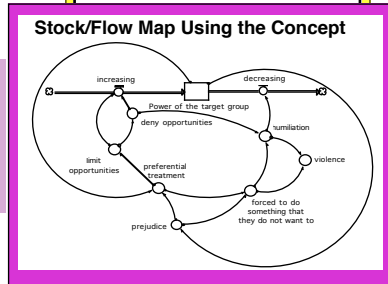 Stock/Flow Map Using the Concept
increasing
decreasing
Power of the target group
deny opportunities
humiliation
limit
opportunities
preferential
treatment
violence
forced to do
something that
they do not want to
prejudice